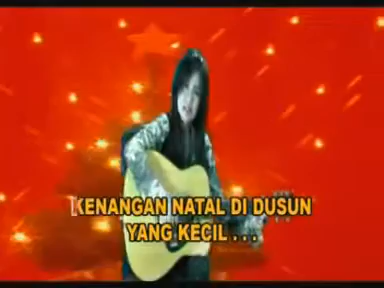 KENANGAN NATAL DI DUSUN
YANG KECIL . . .